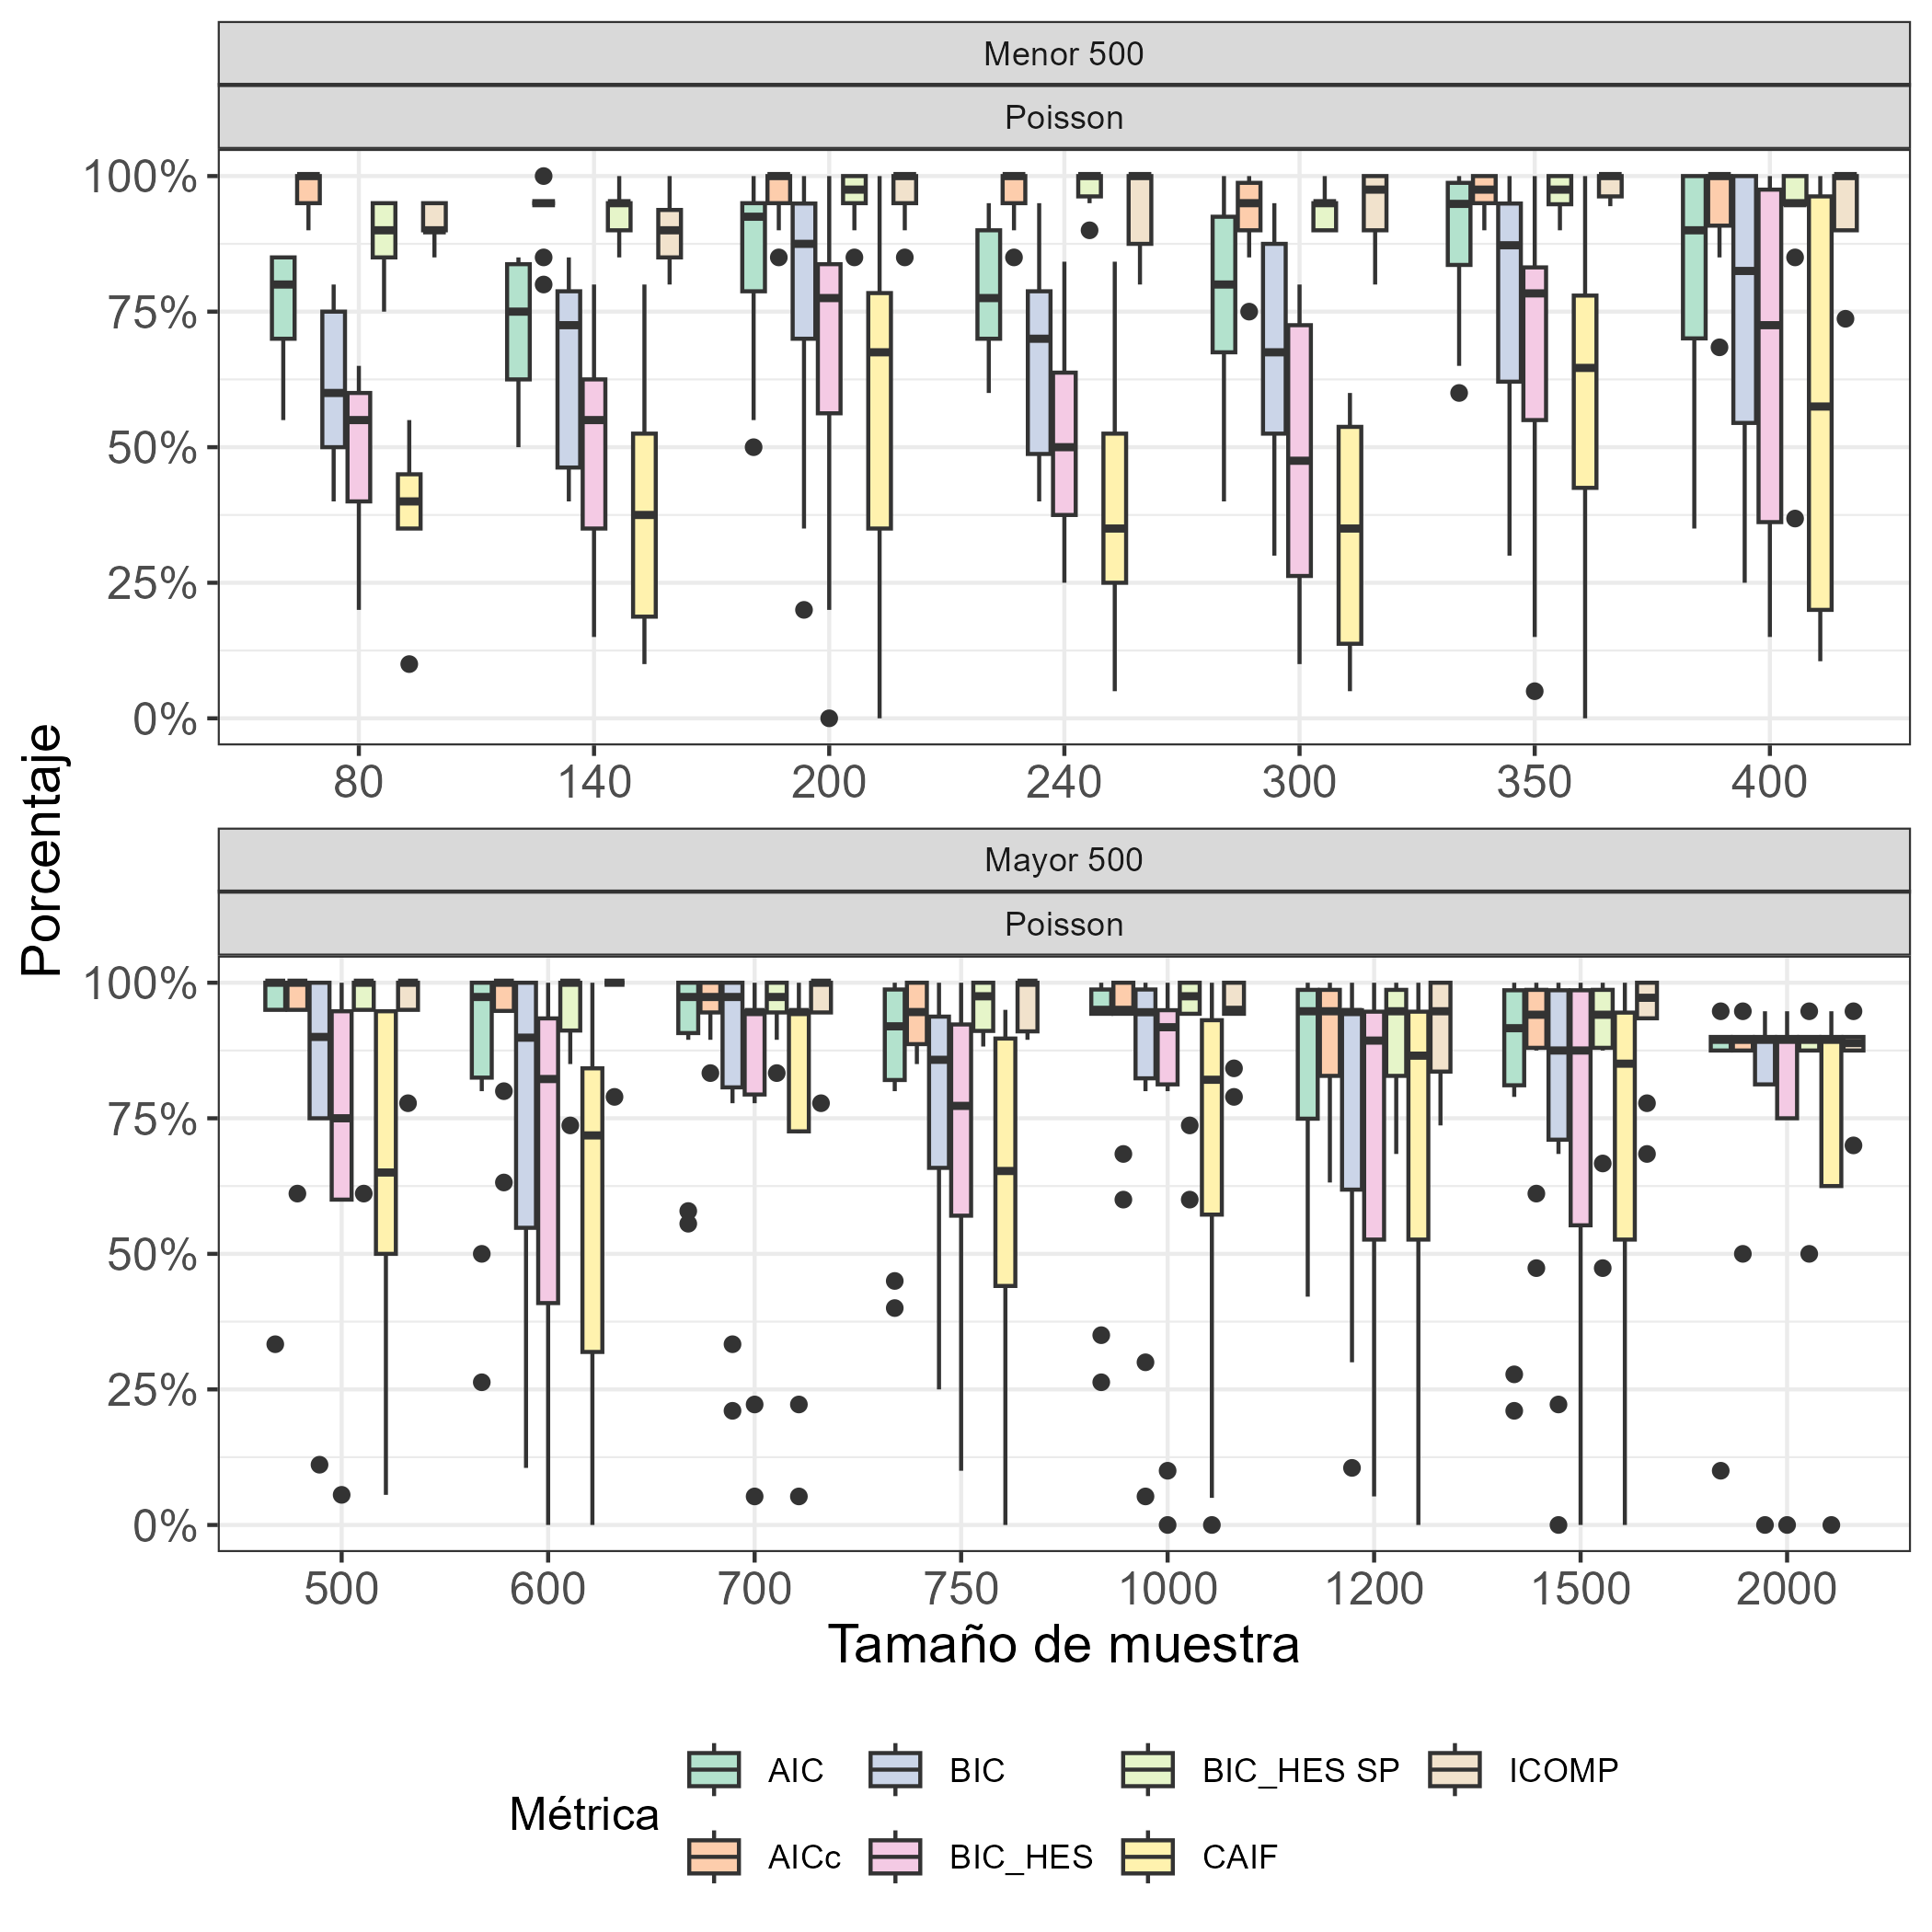 Menor 500
Poisson
100%
75%
50%
25%
0%
80 140 200 240 300 350 400
Porcentaje
Mayor 500
Poisson
100%
75%
50%
25%
0%
500 600 700 750 1000 1200 1500 2000
Tamaño de muestra
Métrica
AIC BIC BIC_HES SP ICOMP
AICc BIC_HES CAIF